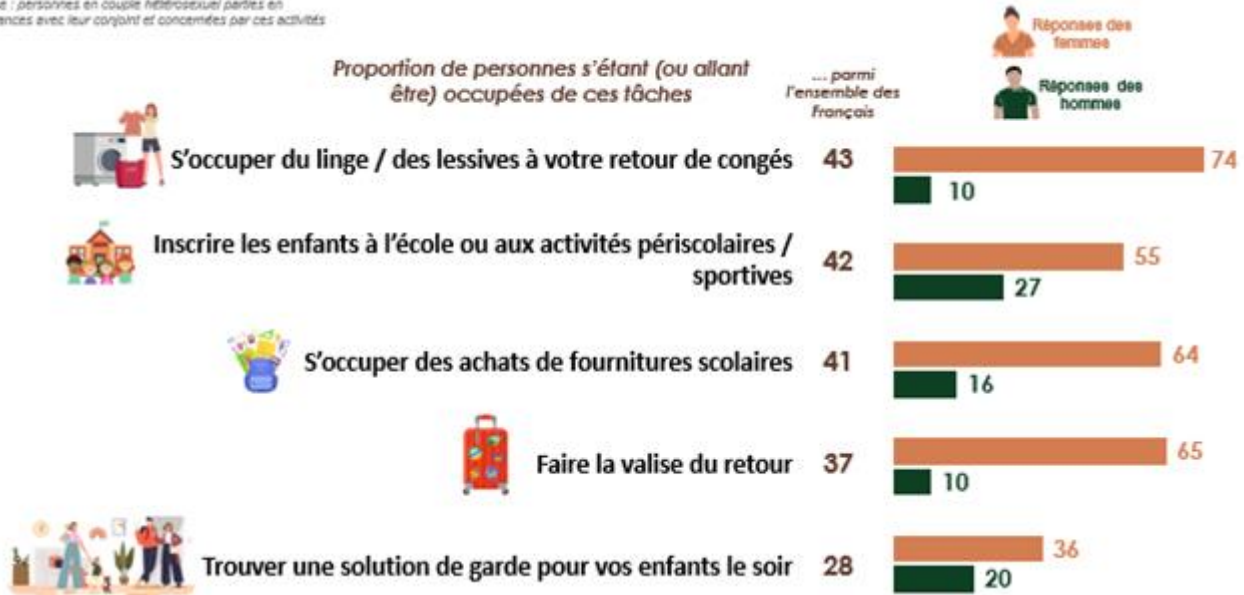 : personnes en couple hétérosexuel parties en
ances avec leur conjoint et concernées par ces activités
Réponses des
femmes
Réponses des
hommes
Proportion de personnes s'étant (ou allant
être) occupées de ces tâches
... parmi
l'ensemble des
Français
S'occuper du linge / des lessives à votre retour de congés 43 74
10
Inscrire les enfants à l'école ou aux activités périscolaires /
sportives 42 55
27
S'occuper des achats de fournitures scolaires 41 64
16
Faire la valise du retour 37 65
10
Trouver une solution de garde pour vos enfants le soir 28 36
20